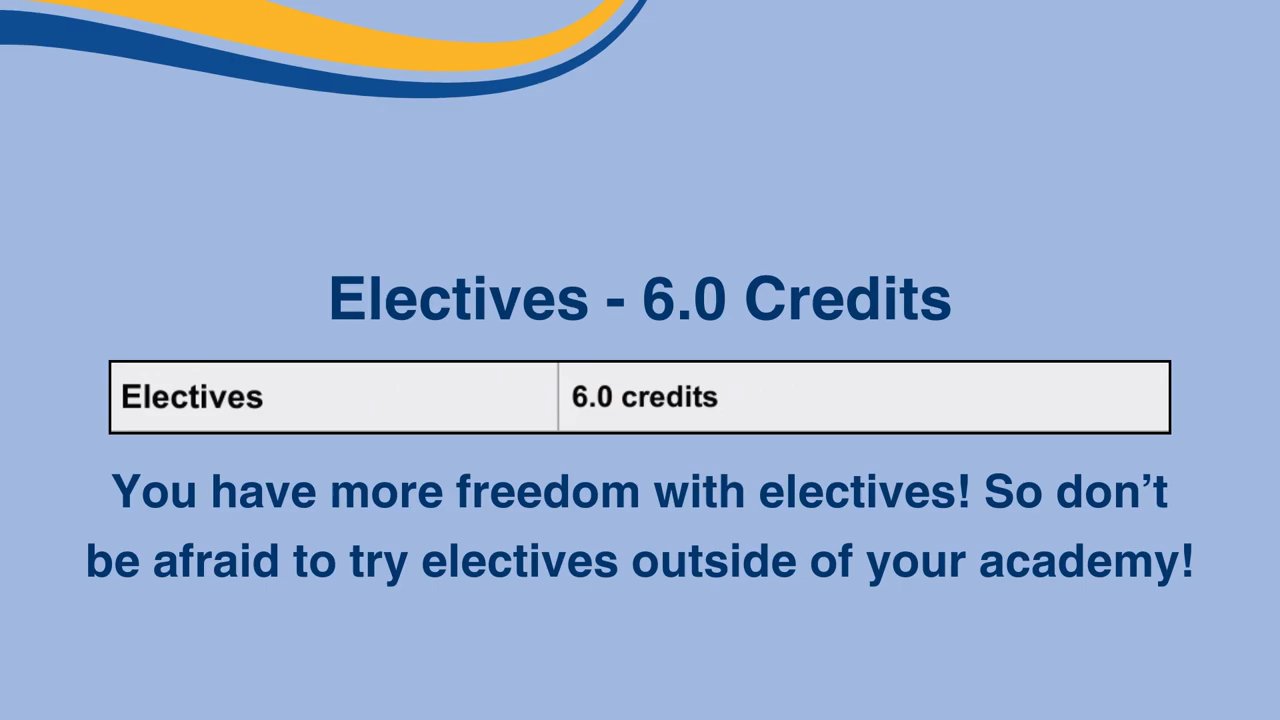 Electives - 6.0 Credits
Electives 6.0 credits
You have more freedom with electives! So don’t
be afraid to try electives outside of your academy!